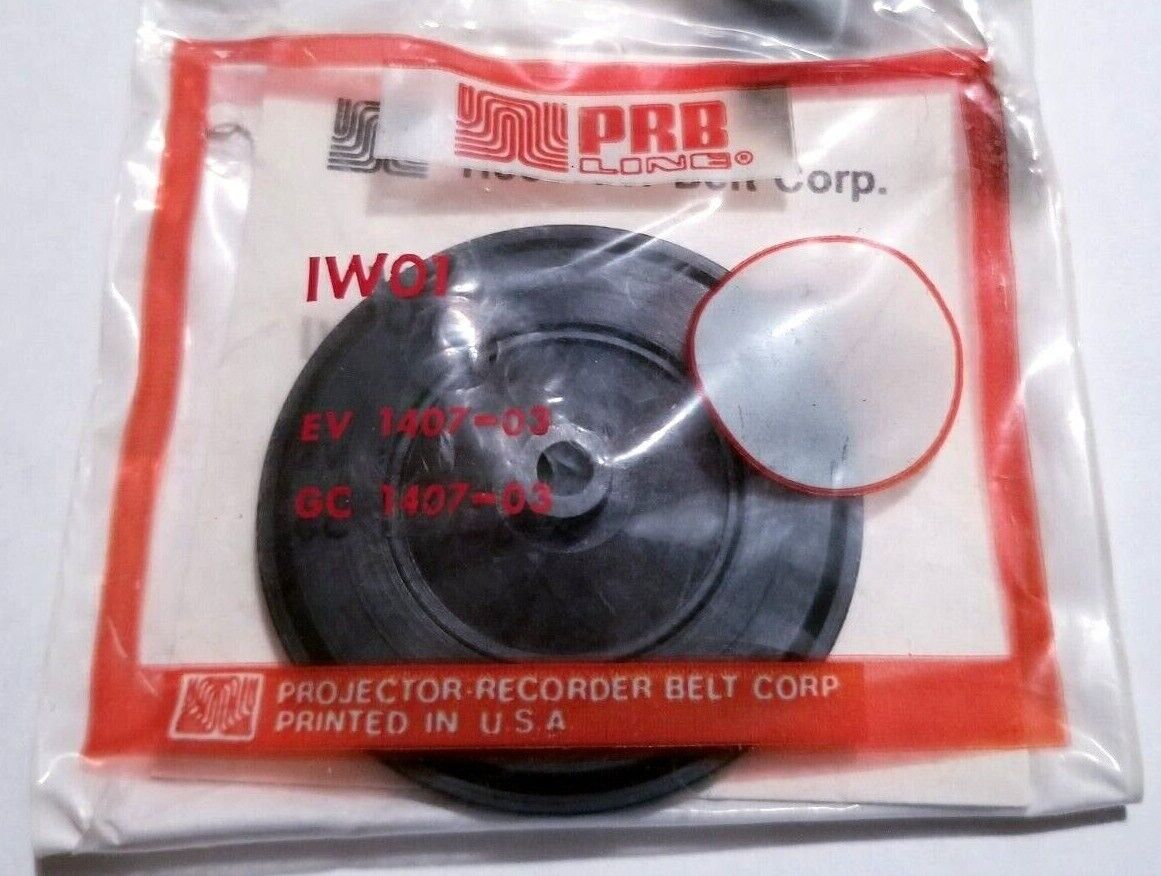 PRB
LINE®
Belt Corp.
IW01
EV 1407-03
GC 1407-03
PROJECTOR-RECORDER BELT CORP
PRINTED IN U.S.A